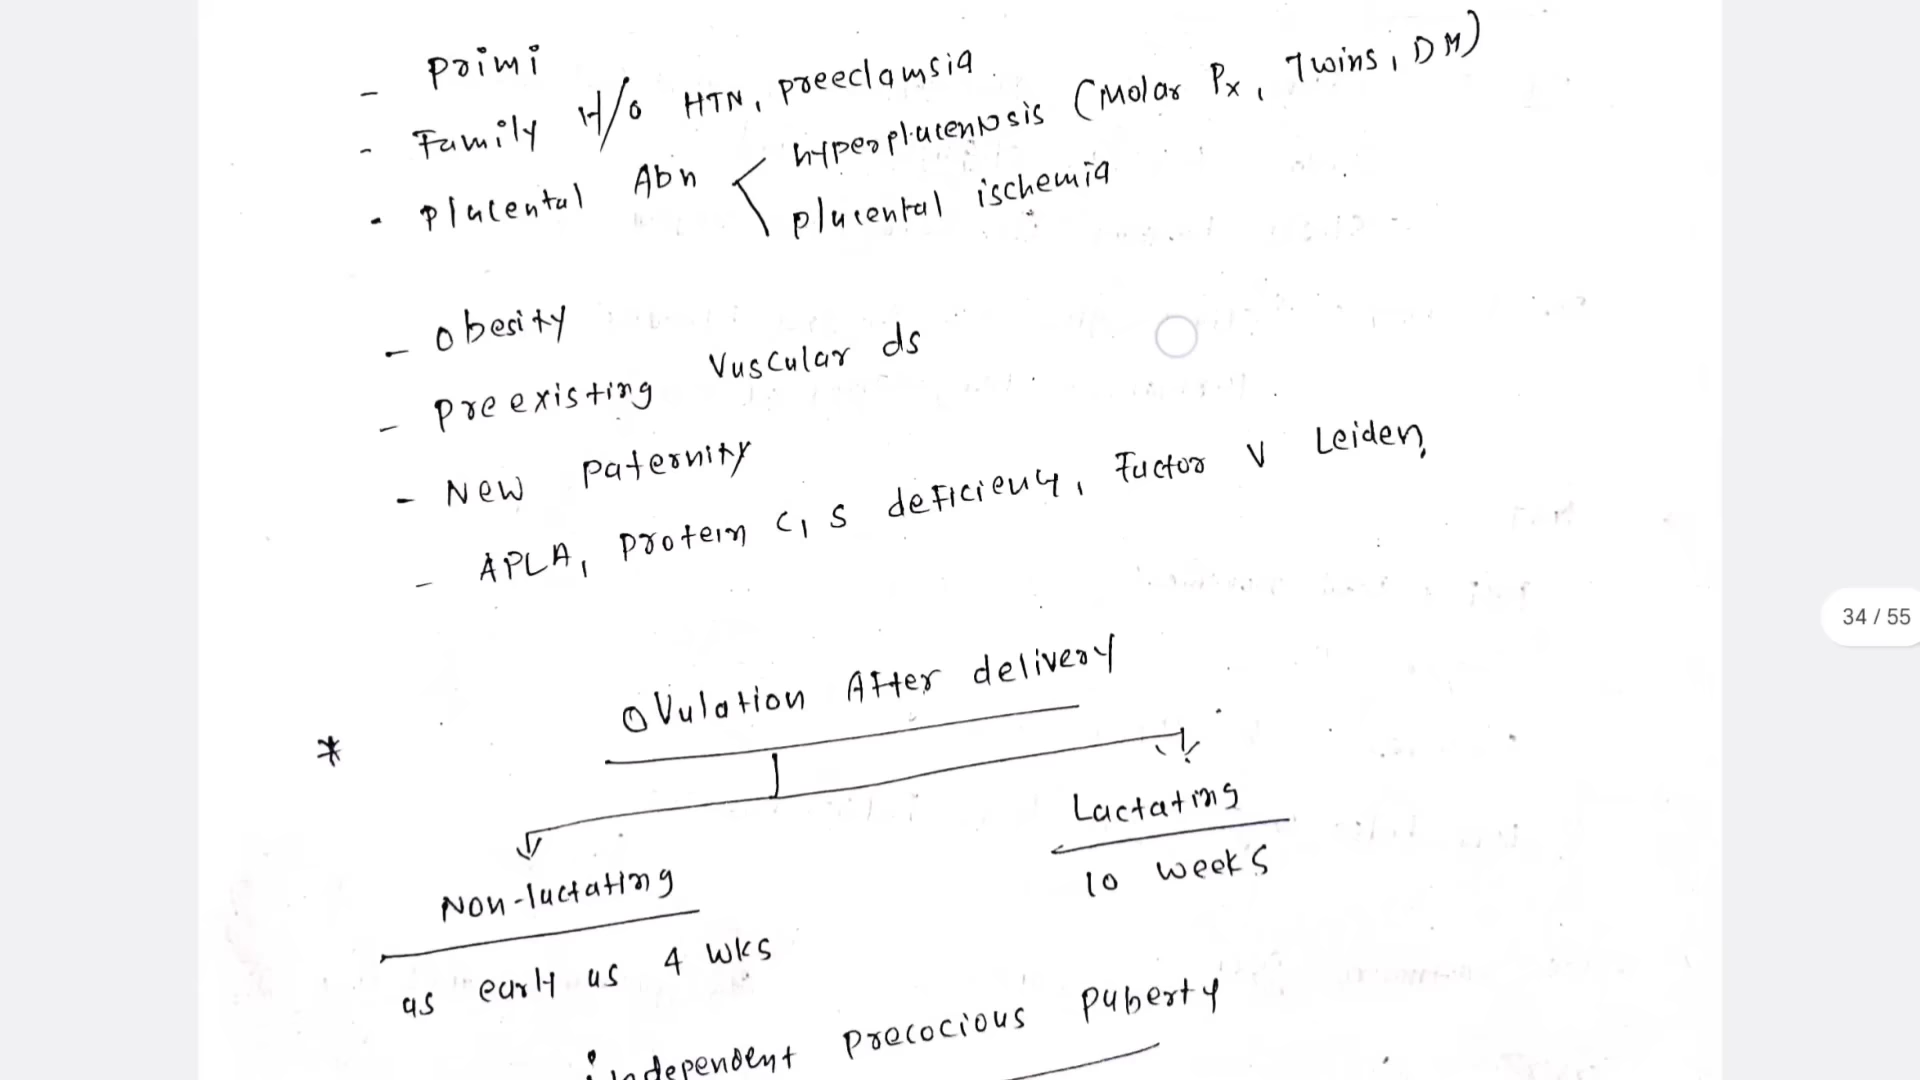 - Primi
- Family H/o HTN, preeclamsia.
- Placental Abn < hyperplacentosis (Molar Px, Twins, DM)
placental ischemia
- Obesity
- Preexisting Vascular ds
- New Paternity
- APLA, Protein C, S deficiency, Factor V Leiden,
34 / 55
* Ovulation After delivery
Lactating
10 weeks
Non-lactating
as early as 4 wks
independent Precocious Puberty